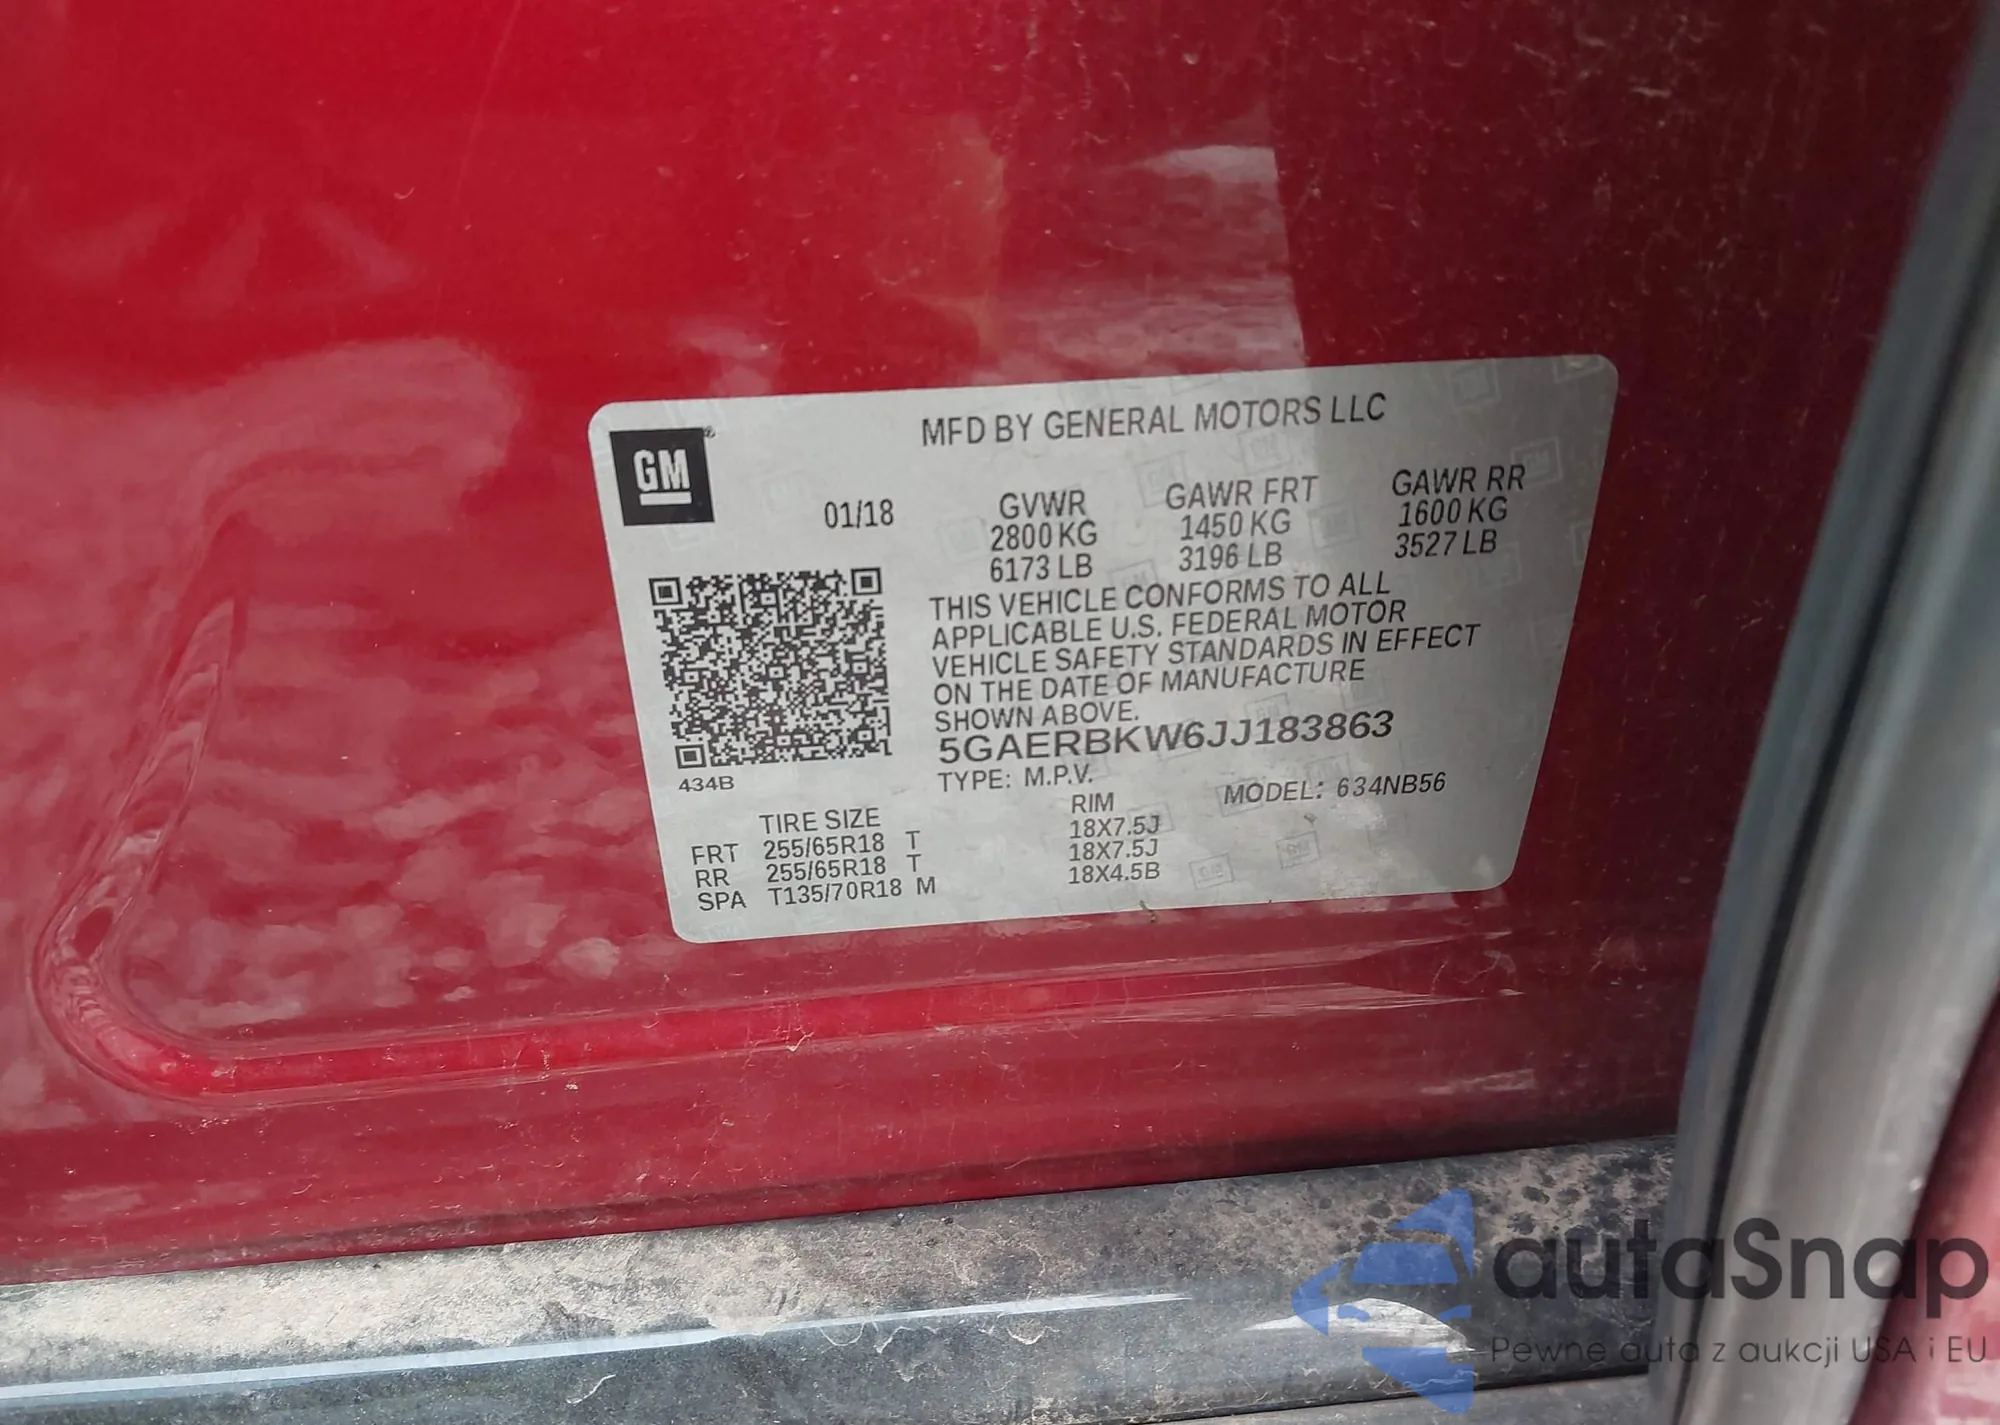 MFD BY GENERAL MOTORS LLC
GM®
01/18
GVWR GAWR FRT GAWR RR
2800 KG 1450 KG 1600 KG
6173 LB 3196 LB 3527 LB
THIS VEHICLE CONFORMS TO ALL
APPLICABLE U.S. FEDERAL MOTOR
VEHICLE SAFETY STANDARDS IN EFFECT
ON THE DATE OF MANUFACTURE
SHOWN ABOVE.
5GAERBKW6JJ183863
434B
TYPE: M.P.V. MODEL: 634NB56
TIRE SIZE RIM
FRT 255/65R18 T 18X7.5J
RR 255/65R18 T 18X7.5J
SPA T135/70R18 M 18X4.5B
autaSnap
Pewne auta z aukcji USA i EU